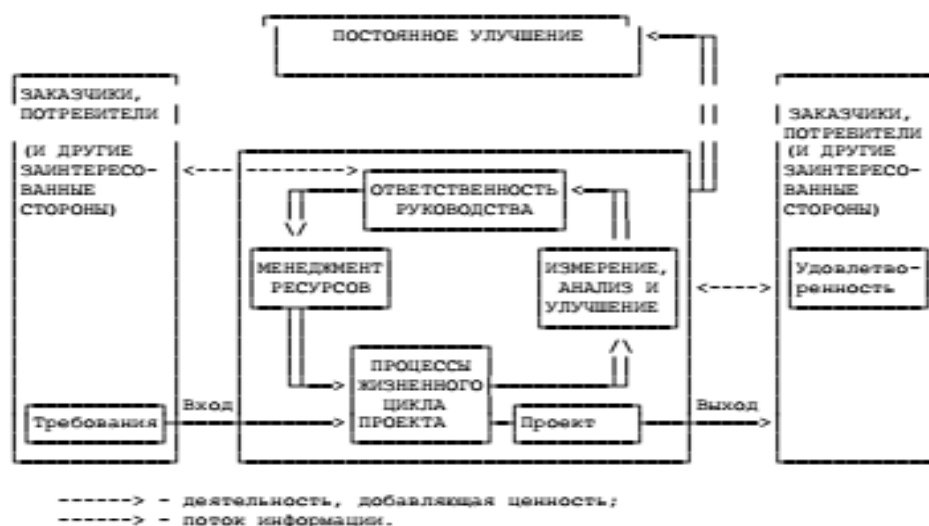 ПОСТОЯННОЕ УЛУЧШЕНИЕ
ЗАКАЗЧИКИ,
ПОТРЕБИТЕЛИ
(И ДРУГИЕ
ЗАИНТЕРЕСО-
ВАННЫЕ
СТОРОНЫ)
ЗАКАЗЧИКИ,
ПОТРЕБИТЕЛИ
(И ДРУГИЕ
ЗАИНТЕРЕСО-
ВАННЫЕ
СТОРОНЫ)
ОТВЕТСТВЕННОСТЬ
РУКОВОДСТВА
МЕНЕДЖМЕНТ
РЕСУРСОВ
ИЗМЕРЕНИЕ,
АНАЛИЗ И
УЛУЧШЕНИЕ
Удовлетво-
ренность
ПРОЦЕССЫ
ЖИЗНЕННОГО
ЦИКЛА
ПРОЕКТА
Требования
Вход
Проект
Выход
------> - деятельность, добавляющая ценность;
------> - поток информации.